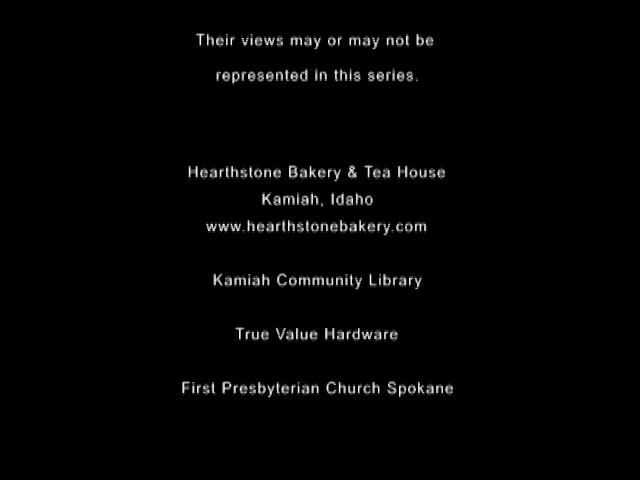 Their views may or may not be
represented in this series.
Hearthstone Bakery & Tea House
Kamiah, Idaho
www.hearthstonebakery.com
Kamiah Community Library
True Value Hardware
First Presbyterian Church Spokane